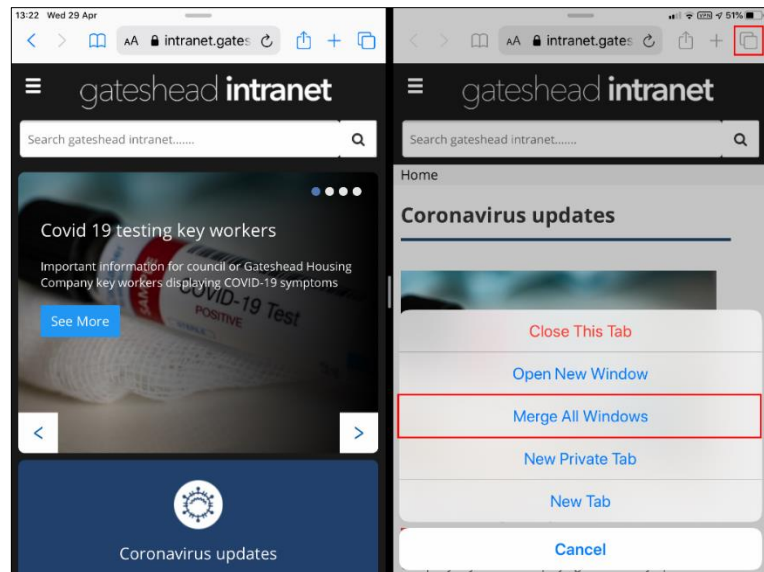 13:22 Wed 29 Apr
AA intranet.gates
gateshead intranet
Search gateshead intranet.......
Covid 19 testing key workers
Important information for council or Gateshead Housing
Company key workers displaying COVID-19 symptoms
See More
SAMPLE
COVID-19 Test
POSITIVE
Coronavirus updates
VPN 51%
AA intranet.gates
gateshead intranet
Search gateshead intranet.......
Home
Coronavirus updates
Close This Tab
Open New Window
Merge All Windows
New Private Tab
New Tab
Cancel